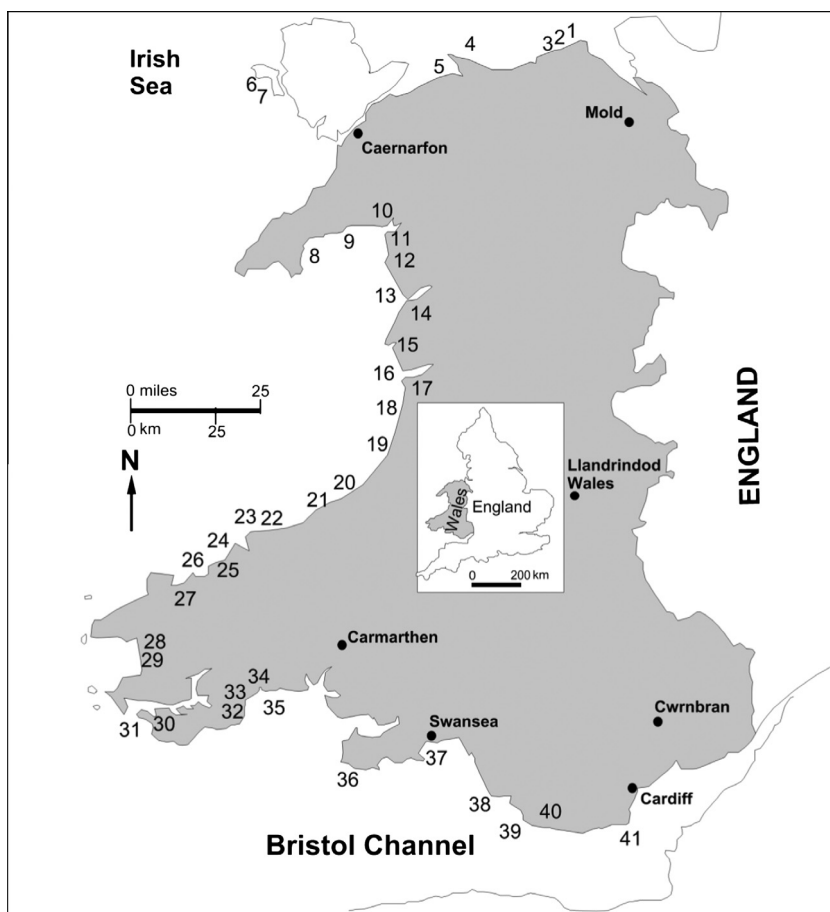 1
2
3
4
5
Irish
Sea
6
7
Mold
Caernarfon
10
9
11
8
12
13
14
15
16
17
0 miles 25
0 km 25
18
19
N
ENGLAND
Llandrindod
Wales
20
21
Wales
England
0 200 km
23
22
24
25
26
27
28
29
Carmarthen
34
33
32
35
31
30
Swansea
Cwrnbran
37
36
38
39
40
41
Cardiff
Bristol Channel